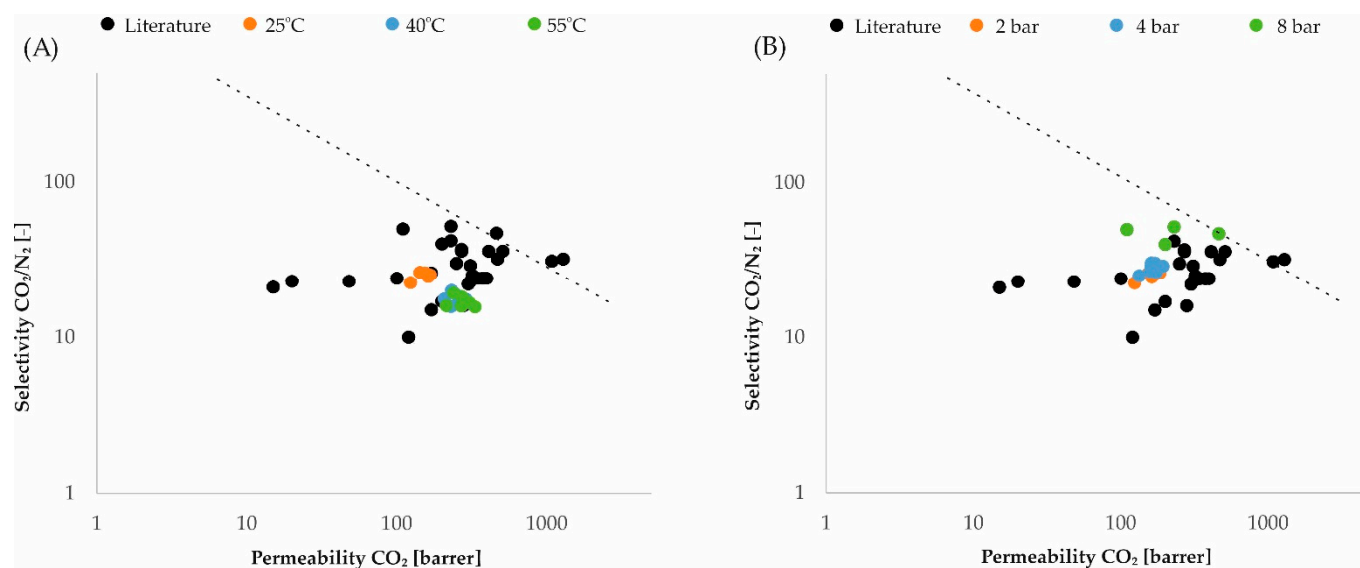 Literature 25°C 40°C 55°C
(A)
100
10
1
1 10 100 1000
Selectivity CO₂/N₂ [-]
Permeability CO₂ [barrer]
Literature 2 bar 4 bar 8 bar
(B)
100
10
1
1 10 100 1000
Selectivity CO₂/N₂ [-]
Permeability CO₂ [barrer]